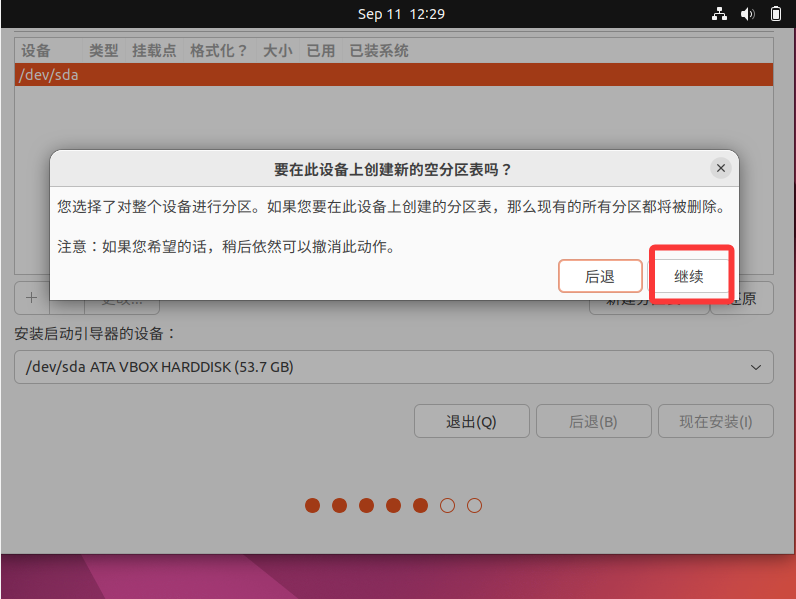 Sep 11 12:29
设备 类型 挂载点 格式化？ 大小 已用 已装系统
/dev/sda
要在此设备上创建新的空分区表吗？
您选择了对整个设备进行分区。如果您要在此设备上创建的分区表，那么现有的所有分区都将被删除。
注意：如果您希望的话，稍后依然可以撤消此动作。
后退 继续
+
安装启动引导器的设备：
/dev/sda ATA VBOX HARDDISK (53.7 GB)
退出(Q) 后退(B) 现在安装(I)